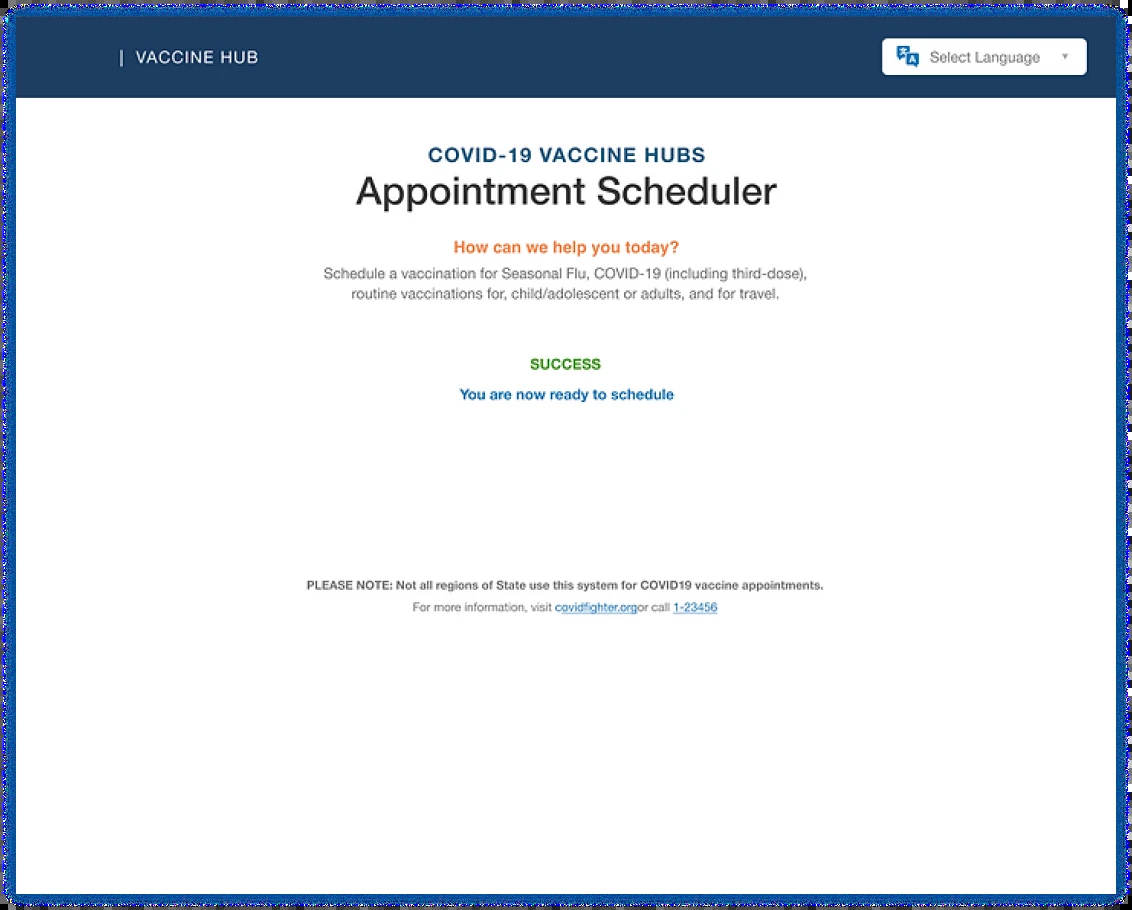 | VACCINE HUB
Select Language
COVID-19 VACCINE HUBS
Appointment Scheduler
How can we help you today?
Schedule a vaccination for Seasonal Flu, COVID-19 (including third-dose),
routine vaccinations for, child/adolescent or adults, and for travel.
SUCCESS
You are now ready to schedule
PLEASE NOTE: Not all regions of State use this system for COVID19 vaccine appointments.
For more information, visit covidfighter.orgor call 1-23456